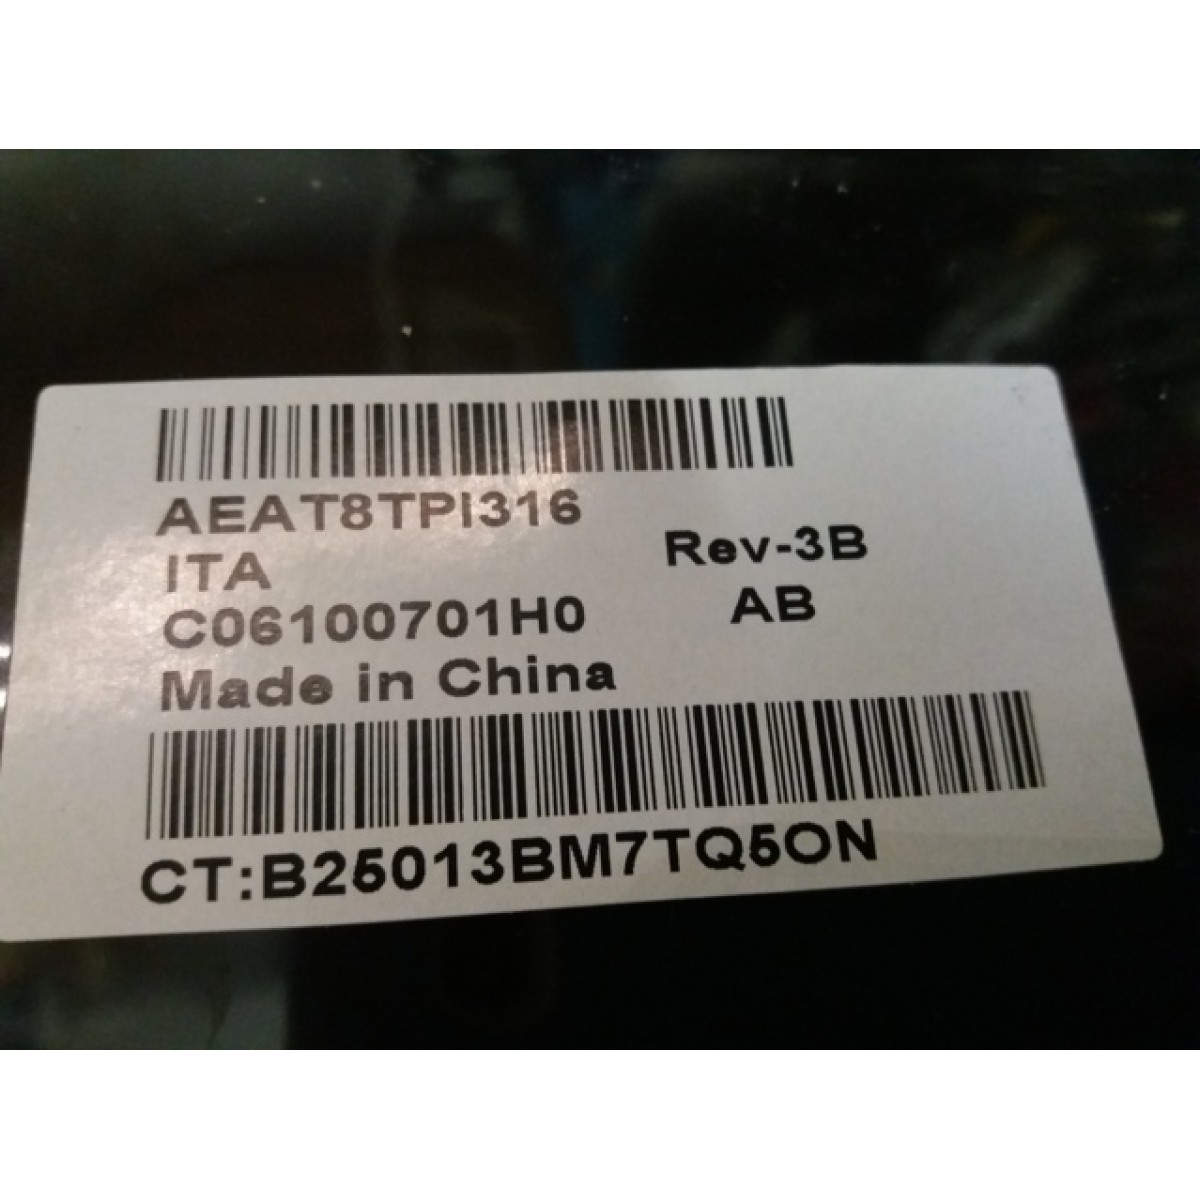 AEAT8TPI316
ITA
Rev-3B
C06100701H0
AB
Made in China
CT:B25013BM7TQ5ON